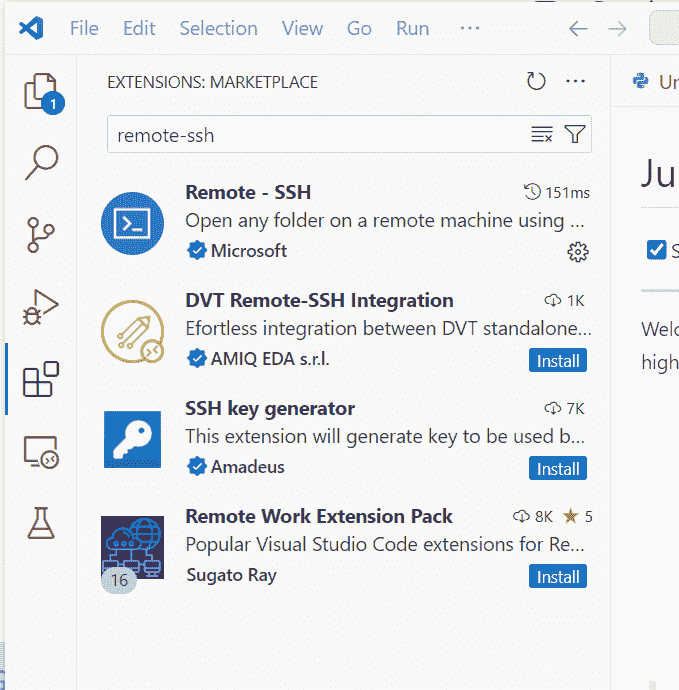 File Edit Selection View Go Run ...
1
EXTENSIONS: MARKETPLACE
remote-ssh
Remote - SSH 151ms
Open any folder on a remote machine using ...
Microsoft
DVT Remote-SSH Integration 1K
Efortless integration between DVT standalone...
AMIQ EDA s.r.l. Install
SSH key generator 7K
This extension will generate key to be used b...
Amadeus Install
Remote Work Extension Pack 8K 5
Popular Visual Studio Code extensions for Re...
16
Sugato Ray Install
Un
Ju
S
Welc
high